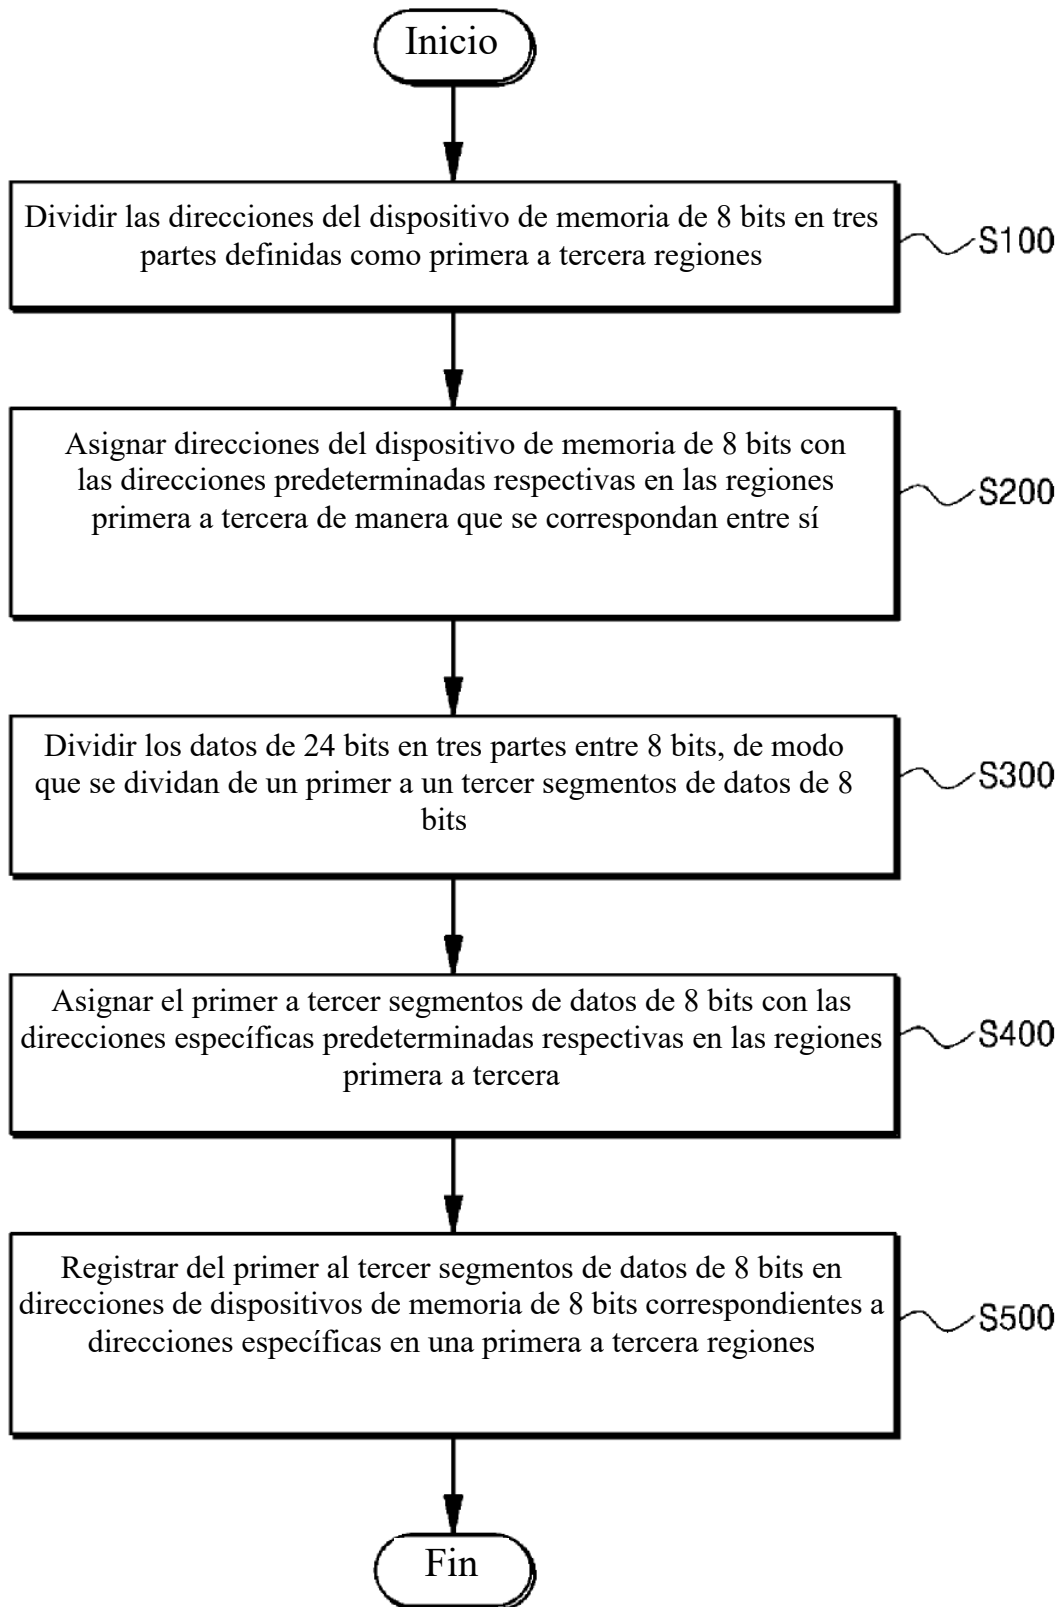 Inicio
Dividir las direcciones del dispositivo de memoria de 8 bits en tres
partes definidas como primera a tercera regiones
S100
Asignar direcciones del dispositivo de memoria de 8 bits con
las direcciones predeterminadas respectivas en las regiones
primera a tercera de manera que se correspondan entre sí
S200
Dividir los datos de 24 bits en tres partes entre 8 bits, de modo
que se dividan de un primer a un tercer segmentos de datos de 8
bits
S300
Asignar el primer a tercer segmentos de datos de 8 bits con las
direcciones específicas predeterminadas respectivas en las regiones
primera a tercera
S400
Registrar del primer al tercer segmentos de datos de 8 bits en
direcciones de dispositivos de memoria de 8 bits correspondientes a
direcciones específicas en una primera a tercera regiones
S500
Fin